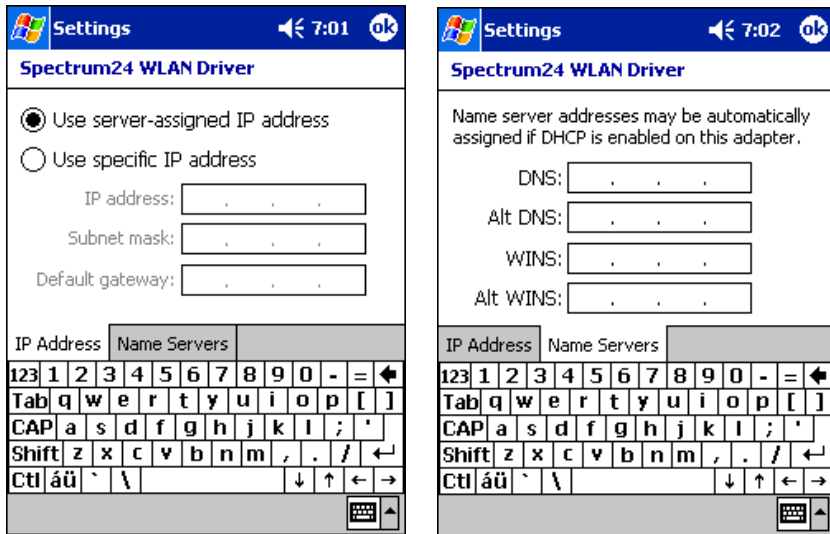 Settings 7:01 ok
Spectrum24 WLAN Driver
Use server-assigned IP address
Use specific IP address
IP address: . . .
Subnet mask: . . .
Default gateway: . . .
IP Address Name Servers
123 1 2 3 4 5 6 7 8 9 0 - =
Tab q w e r t y u i o p [ ]
CAP a s d f g h j k l ; '
Shift z x c v b n m , . /
Ctl áü ` \
Settings 7:02 ok
Spectrum24 WLAN Driver
Name server addresses may be automatically
assigned if DHCP is enabled on this adapter.
DNS: . . .
Alt DNS: . . .
WINS: . . .
Alt WINS: . . .
IP Address Name Servers
123 1 2 3 4 5 6 7 8 9 0 - =
Tab q w e r t y u i o p [ ]
CAP a s d f g h j k l ; '
Shift z x c v b n m , . /
Ctl áü ` \